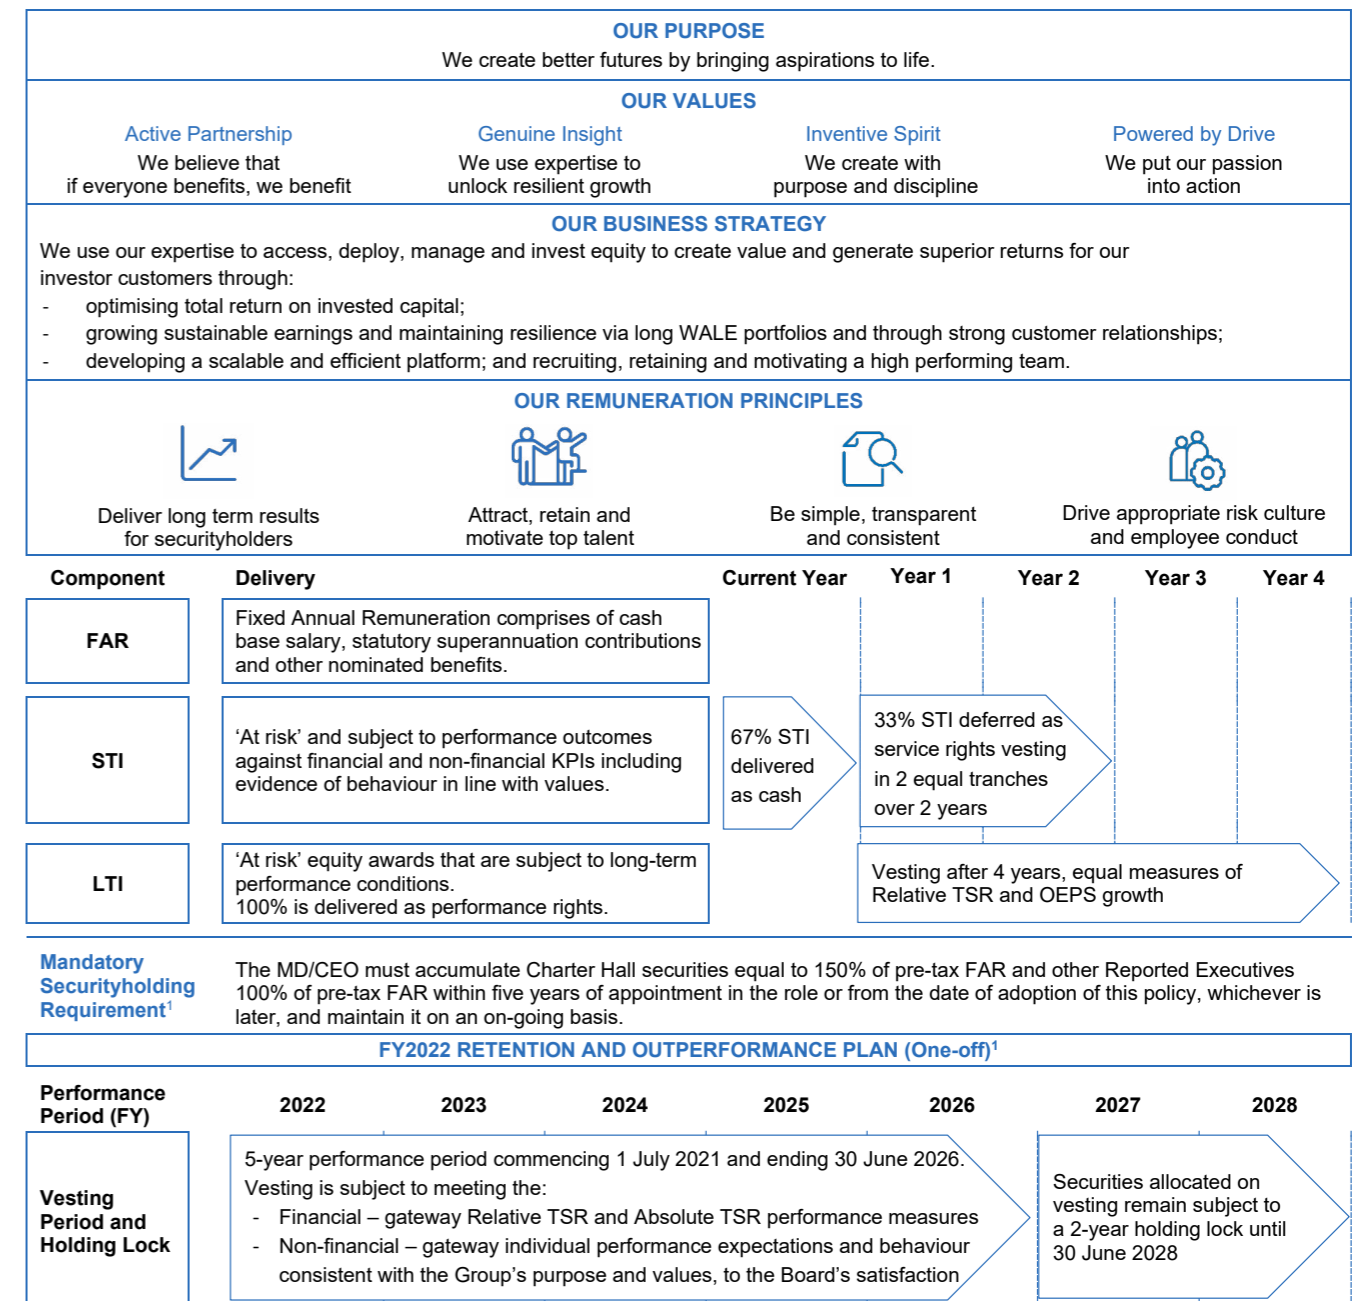 OUR PURPOSE
We create better futures by bringing aspirations to life.
OUR VALUES
Active Partnership
We believe that
if everyone benefits, we benefit
Genuine Insight
We use expertise to
unlock resilient growth
Inventive Spirit
We create with
purpose and discipline
Powered by Drive
We put our passion
into action
OUR BUSINESS STRATEGY
We use our expertise to access, deploy, manage and invest equity to create value and generate superior returns for our
investor customers through:
- optimising total return on invested capital;
- growing sustainable earnings and maintaining resilience via long WALE portfolios and through strong customer relationships;
- developing a scalable and efficient platform; and recruiting, retaining and motivating a high performing team.
OUR REMUNERATION PRINCIPLES
Deliver long term results
for securityholders
Attract, retain and
motivate top talent
Be simple, transparent
and consistent
Drive appropriate risk culture
and employee conduct
Component Delivery Current Year Year 1 Year 2 Year 3 Year 4
FAR
Fixed Annual Remuneration comprises of cash
base salary, statutory superannuation contributions
and other nominated benefits.
STI
‘At risk’ and subject to performance outcomes
against financial and non-financial KPIs including
evidence of behaviour in line with values.
67% STI
delivered
as cash
33% STI deferred as
service rights vesting
in 2 equal tranches
over 2 years
LTI
‘At risk’ equity awards that are subject to long-term
performance conditions.
100% is delivered as performance rights.
Vesting after 4 years, equal measures of
Relative TSR and OEPS growth
Mandatory
Securityholding
Requirement¹
The MD/CEO must accumulate Charter Hall securities equal to 150% of pre-tax FAR and other Reported Executives
100% of pre-tax FAR within five years of appointment in the role or from the date of adoption of this policy, whichever is
later, and maintain it on an on-going basis.
FY2022 RETENTION AND OUTPERFORMANCE PLAN (One-off)¹
Performance
Period (FY)
2022 2023 2024 2025 2026 2027 2028
Vesting
Period and
Holding Lock
5-year performance period commencing 1 July 2021 and ending 30 June 2026.
Vesting is subject to meeting the:
- Financial – gateway Relative TSR and Absolute TSR performance measures
- Non-financial – gateway individual performance expectations and behaviour
consistent with the Group’s purpose and values, to the Board’s satisfaction
Securities allocated on
vesting remain subject to
a 2-year holding lock until
30 June 2028